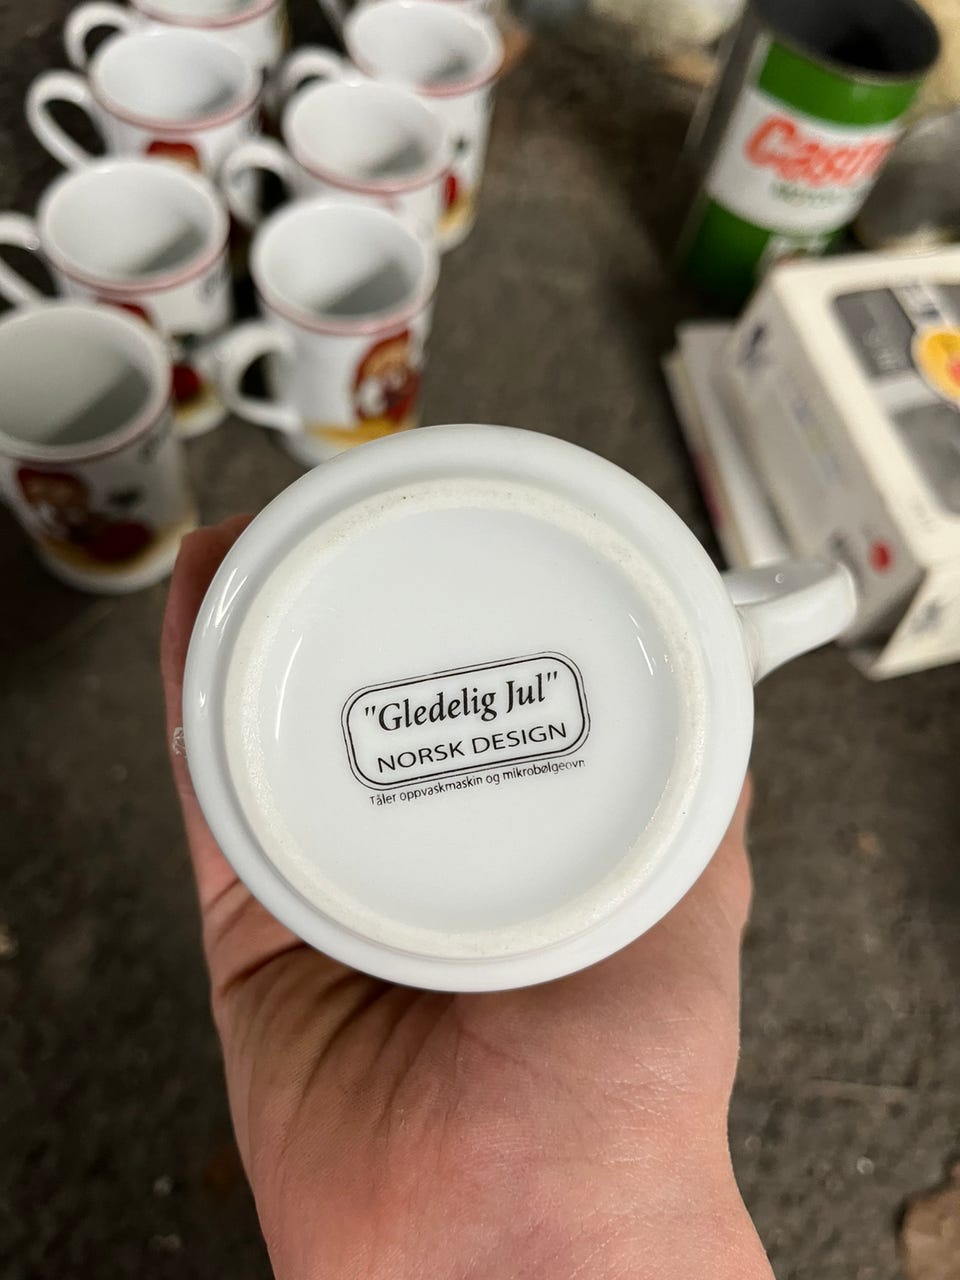 "Gledelig Jul"
NORSK DESIGN
Tåler oppvaskmaskin og mikrobølgeovn